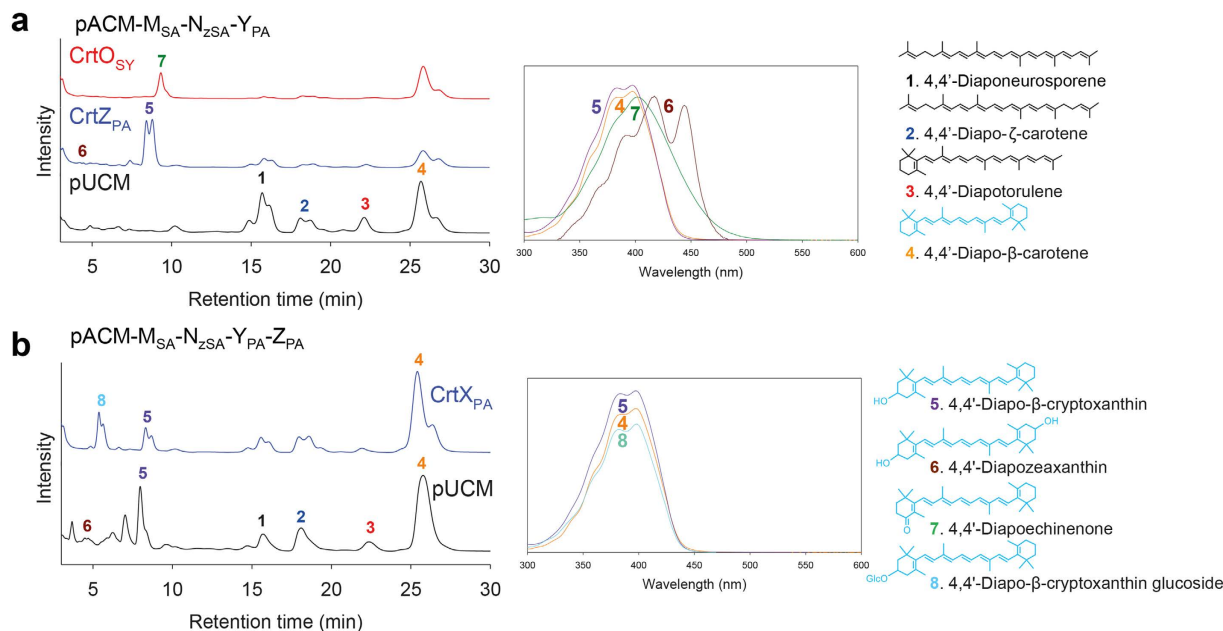 a
pACM-MSA-NzSA-YPA
CrtOSY
7
CrtZPA
5
6
pUCM
1
2
3
4
Intensity
5 10 15 20 25 30
Retention time (min)
5
4
7
6
300 350 400 450 500 550 600
Wavelength (nm)
1. 4,4'-Diaponeurosporene
2. 4,4'-Diapo-ζ-carotene
3. 4,4'-Diapotorulene
4. 4,4'-Diapo-β-carotene
b
pACM-MSA-NzSA-YPA-ZPA
4
CrtXPA
8
5
5
4
pUCM
6
1
2
3
Intensity
5 10 15 20 25 30
Retention time (min)
5
4
8
300 350 400 450 500 550 600
Wavelength (nm)
HO
5. 4,4'-Diapo-β-cryptoxanthin
OH
HO
6. 4,4'-Diapozeaxanthin
O
7. 4,4'-Diapoechinenone
GlcO
8. 4,4'-Diapo-β-cryptoxanthin glucoside